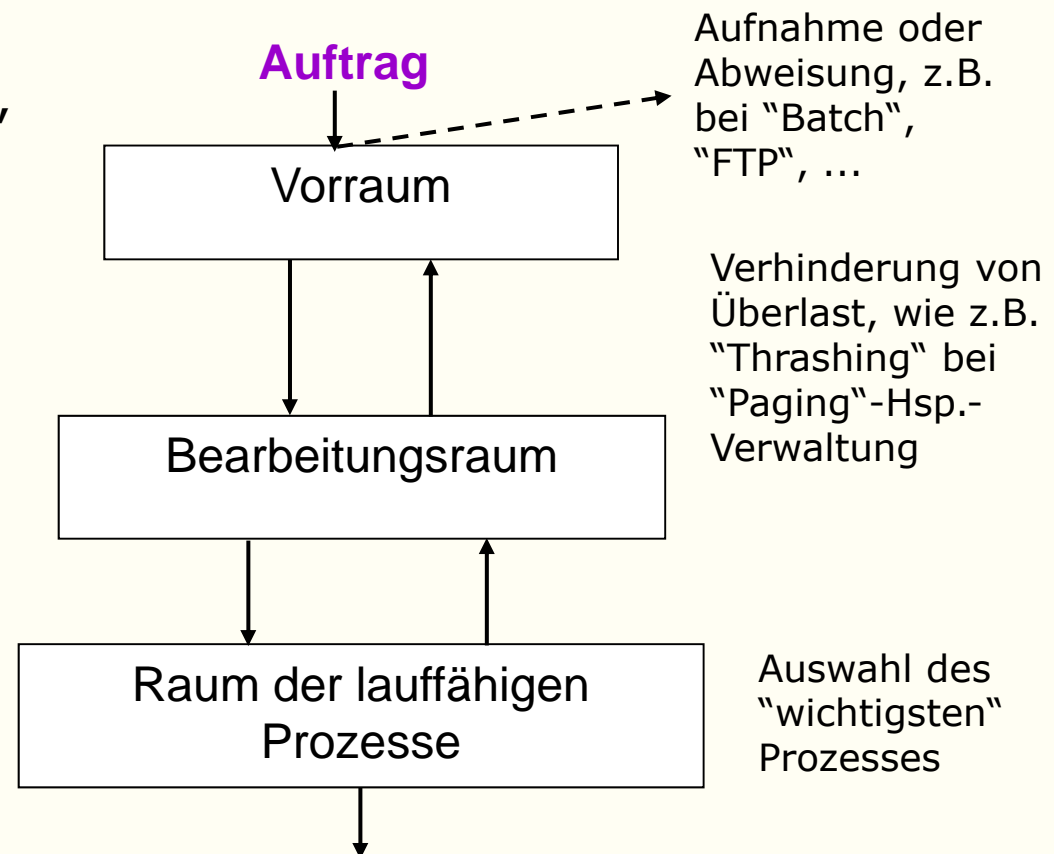 Auftrag
,
Aufnahme oder
Abweisung, z.B.
bei “Batch“,
“FTP“, ...
Vorraum
Verhinderung von
Überlast, wie z.B.
“Thrashing“ bei
“Paging“-Hsp.-
Verwaltung
Bearbeitungsraum
Raum der lauffähigen
Prozesse
Auswahl des
“wichtigsten“
Prozesses